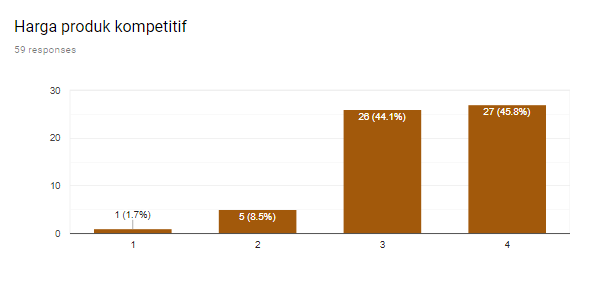 Harga produk kompetitif
59 responses
30
20
10
0
1 (1.7%)
5 (8.5%)
26 (44.1%)
27 (45.8%)
1 2 3 4